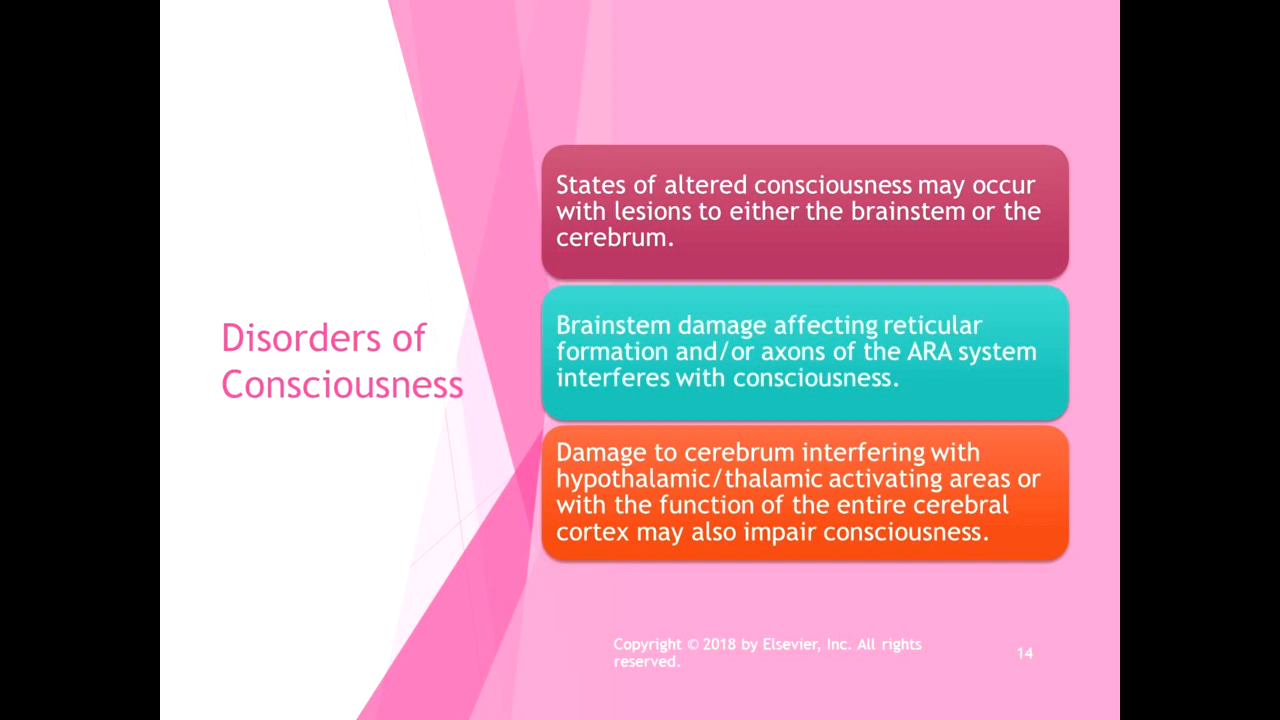 Disorders of
Consciousness
States of altered consciousness may occur
with lesions to either the brainstem or the
cerebrum.
Brainstem damage affecting reticular
formation and/or axons of the ARA system
interferes with consciousness.
Damage to cerebrum interfering with
hypothalamic/thalamic activating areas or
with the function of the entire cerebral
cortex may also impair consciousness.
Copyright © 2018 by Elsevier, Inc. All rights
reserved.
14